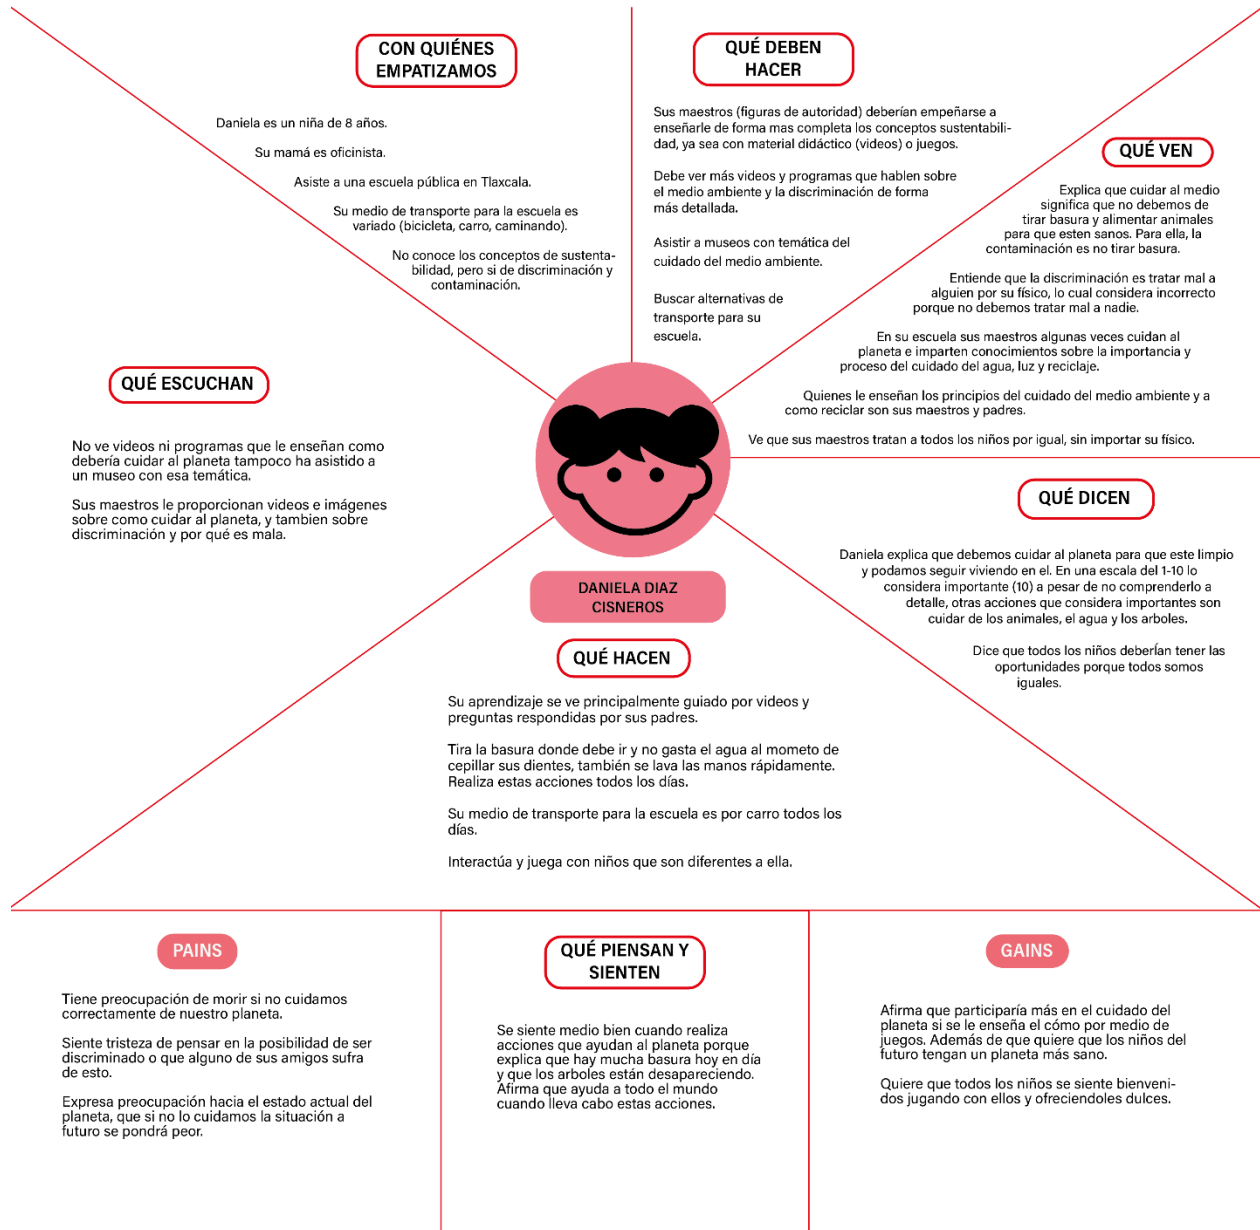 CON QUIÉNES
EMPATIZAMOS
Daniela es un niña de 8 años.
Su mamá es oficinista.
Asiste a una escuela pública en Tlaxcala.
Su medio de transporte para la escuela es
variado (bicicleta, carro, caminando).
No conoce los conceptos de sustenta-
bilidad, pero si de discriminación y
contaminación.
QUÉ DEBEN
HACER
Sus maestros (figuras de autoridad) deberían empeñarse a
enseñarle de forma mas completa los conceptos sustentabili-
dad, ya sea con material didáctico (videos) o juegos.
Debe ver más videos y programas que hablen sobre
el medio ambiente y la discriminación de forma
más detallada.
Asistir a museos con temática del
cuidado del medio ambiente.
Buscar alternativas de
transporte para su
escuela.
QUÉ VEN
Explica que cuidar al medio
significa que no debemos de
tirar basura y alimentar animales
para que esten sanos. Para ella, la
contaminación es no tirar basura.
Entiende que la discriminación es tratar mal a
alguien por su físico, lo cual considera incorrecto
porque no debemos tratar mal a nadie.
En su escuela sus maestros algunas veces cuidan al
planeta e imparten conocimientos sobre la importancia y
proceso del cuidado del agua, luz y reciclaje.
Quienes le enseñan los principios del cuidado del medio ambiente y a
como reciclar son sus maestros y padres.
Ve que sus maestros tratan a todos los niños por igual, sin importar su físico.
QUÉ ESCUCHAN
No ve videos ni programas que le enseñan como
debería cuidar al planeta tampoco ha asistido a
un museo con esa temática.
Sus maestros le proporcionan videos e imágenes
sobre como cuidar al planeta, y tambien sobre
discriminación y por qué es mala.
QUÉ DICEN
Daniela explica que debemos cuidar al planeta para que este limpio
y podamos seguir viviendo en el. En una escala del 1-10 lo
considera importante (10) a pesar de no comprenderlo a
detalle, otras acciones que considera importantes son
cuidar de los animales, el agua y los arboles.
Dice que todos los niños deberían tener las
oportunidades porque todos somos
iguales.
DANIELA DIAZ
CISNEROS
QUÉ HACEN
Su aprendizaje se ve principalmente guiado por videos y
preguntas respondidas por sus padres.
Tira la basura donde debe ir y no gasta el agua al mometo de
cepillar sus dientes, también se lava las manos rápidamente.
Realiza estas acciones todos los días.
Su medio de transporte para la escuela es por carro todos los
días.
Interactúa y juega con niños que son diferentes a ella.
PAINS
Tiene preocupación de morir si no cuidamos
correctamente de nuestro planeta.
Siente tristeza de pensar en la posibilidad de ser
discriminado o que alguno de sus amigos sufra
de esto.
Expresa preocupación hacia el estado actual del
planeta, que si no lo cuidamos la situación a
futuro se pondrá peor.
QUÉ PIENSAN Y
SIENTEN
Se siente medio bien cuando realiza
acciones que ayudan al planeta porque
explica que hay mucha basura hoy en día
y que los arboles están desapareciendo.
Afirma que ayuda a todo el mundo
cuando lleva cabo estas acciones.
GAINS
Afirma que participaría más en el cuidado del
planeta si se le enseña el cómo por medio de
juegos. Además de que quiere que los niños del
futuro tengan un planeta más sano.
Quiere que todos los niños se siente bienveni-
dos jugando con ellos y ofreciendoles dulces.